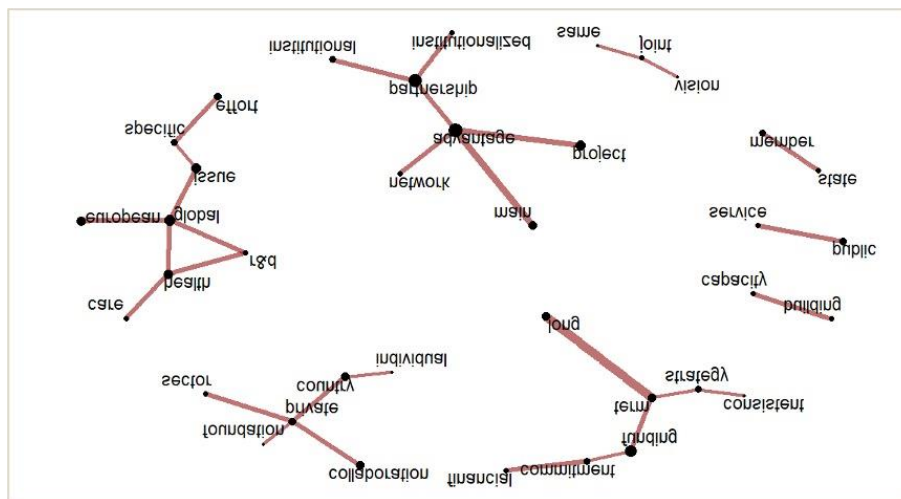 same
joint
vision
institutional
institutionalized
partnership
advantage
project
network
main
effort
specific
issue
european
global
r&d
health
care
member
state
service
public
capacity
building
long
strategy
term
consistent
funding
commitment
financial
individual
sector
country
private
foundation
collaboration